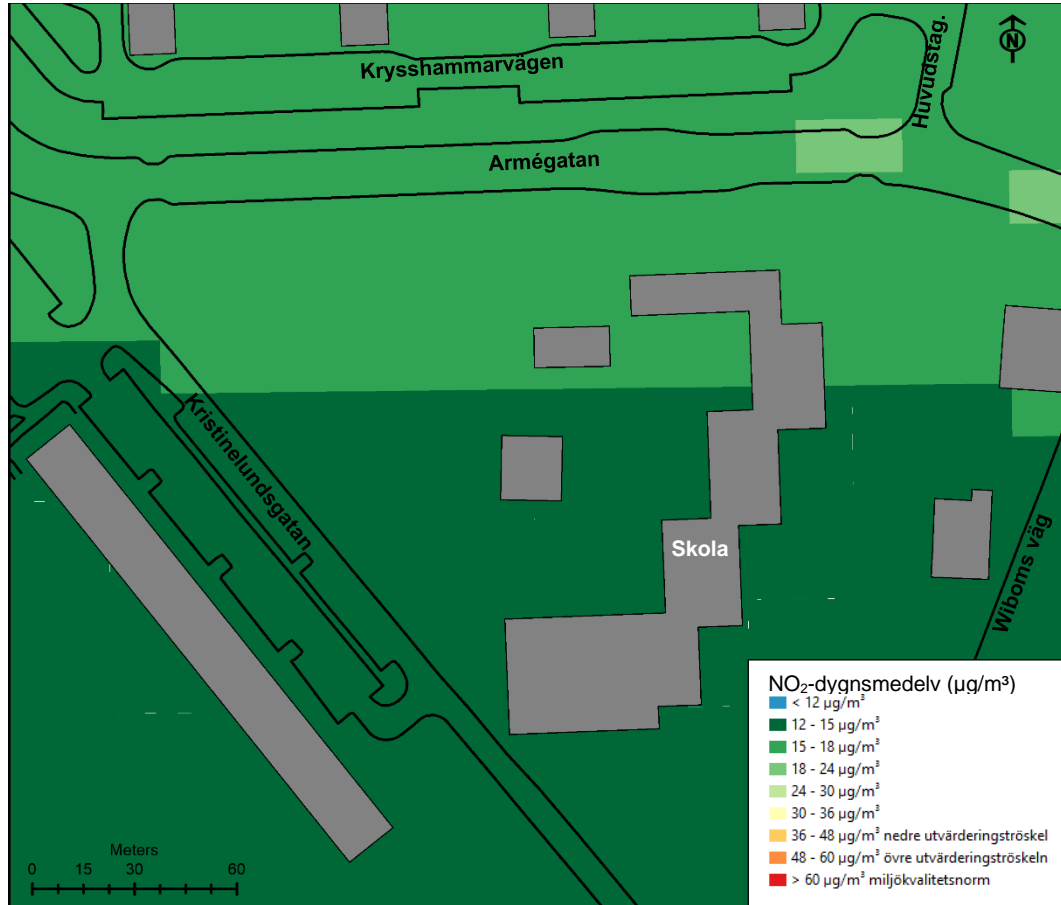 N
Huvudstag.
Krysshammarvägen
Armégatan
Kristinelundsgatan
Skola
Wiboms väg
NO₂-dygnsmedelv (µg/m³)
< 12 µg/m³
12 - 15 µg/m³
15 - 18 µg/m³
18 - 24 µg/m³
24 - 30 µg/m³
30 - 36 µg/m³
36 - 48 µg/m³ nedre utvärderingströskel
48 - 60 µg/m³ övre utvärderingströskeln
> 60 µg/m³ miljökvalitetsnorm
Meters
0 15 30 60